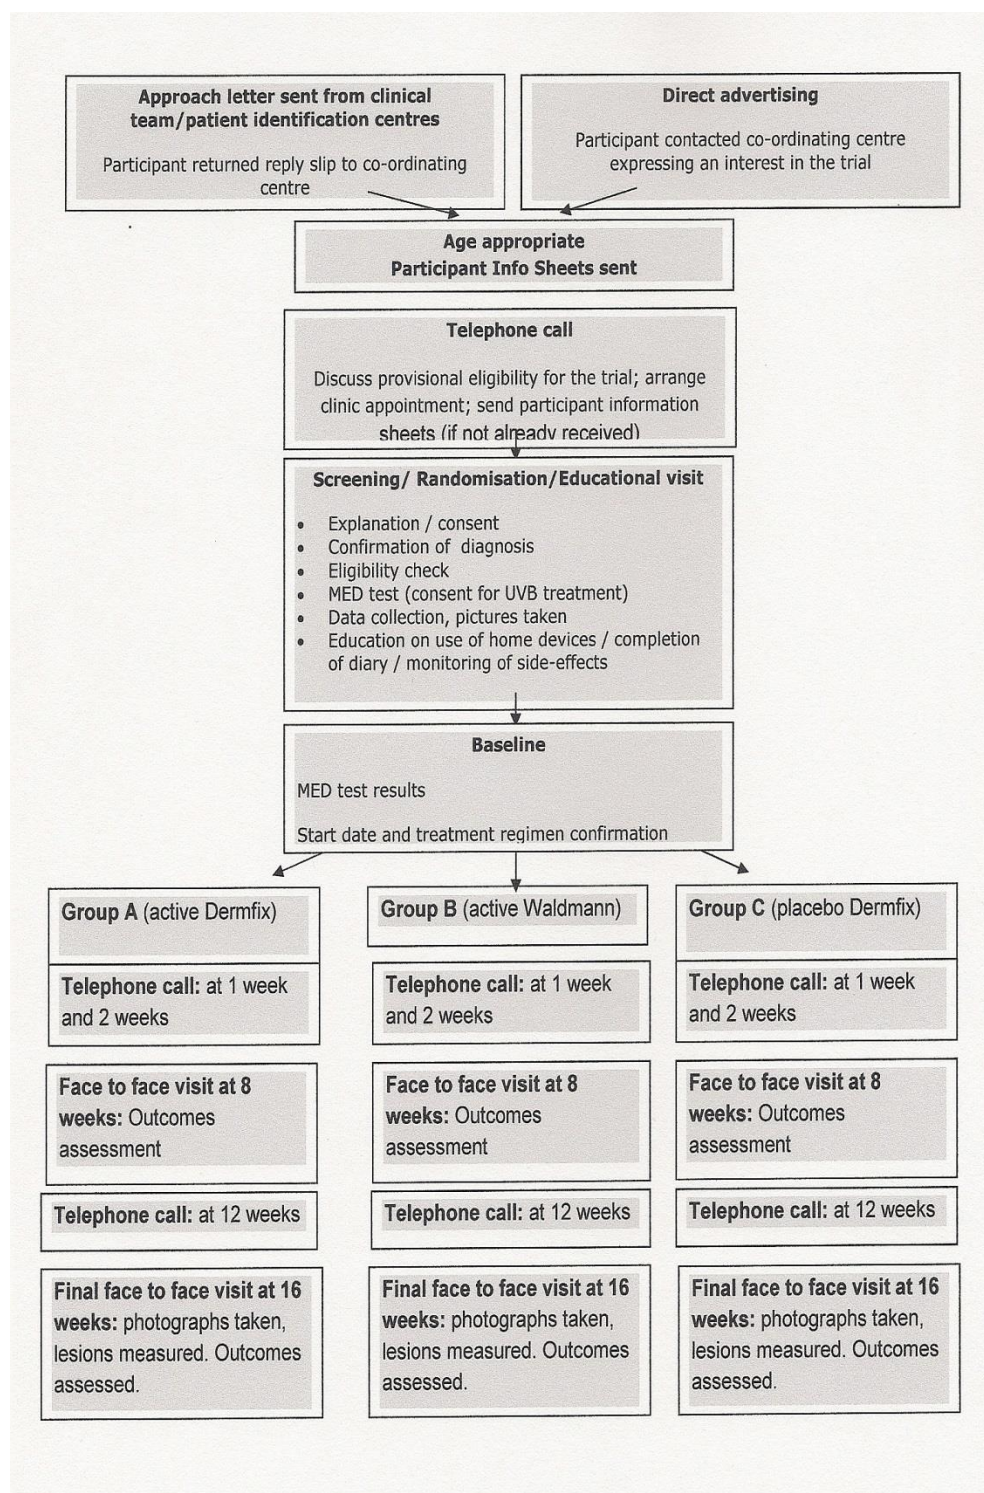 Approach letter sent from clinical
team/patient identification centres
Participant returned reply slip to co-ordinating
centre
Direct advertising
Participant contacted co-ordinating centre
expressing an interest in the trial
Age appropriate
Participant Info Sheets sent
Telephone call
Discuss provisional eligibility for the trial; arrange
clinic appointment; send participant information
sheets (if not already received)
Screening/ Randomisation/Educational visit
• Explanation / consent
• Confirmation of diagnosis
• Eligibility check
• MED test (consent for UVB treatment)
• Data collection, pictures taken
• Education on use of home devices / completion
of diary / monitoring of side-effects
Baseline
MED test results
Start date and treatment regimen confirmation
Group A (active Dermfix)
Telephone call: at 1 week
and 2 weeks
Face to face visit at 8
weeks: Outcomes
assessment
Telephone call: at 12 weeks
Final face to face visit at 16
weeks: photographs taken,
lesions measured. Outcomes
assessed.
Group B (active Waldmann)
Telephone call: at 1 week
and 2 weeks
Face to face visit at 8
weeks: Outcomes
assessment
Telephone call: at 12 weeks
Final face to face visit at 16
weeks: photographs taken,
lesions measured. Outcomes
assessed.
Group C (placebo Dermfix)
Telephone call: at 1 week
and 2 weeks
Face to face visit at 8
weeks: Outcomes
assessment
Telephone call: at 12 weeks
Final face to face visit at 16
weeks: photographs taken,
lesions measured. Outcomes
assessed.